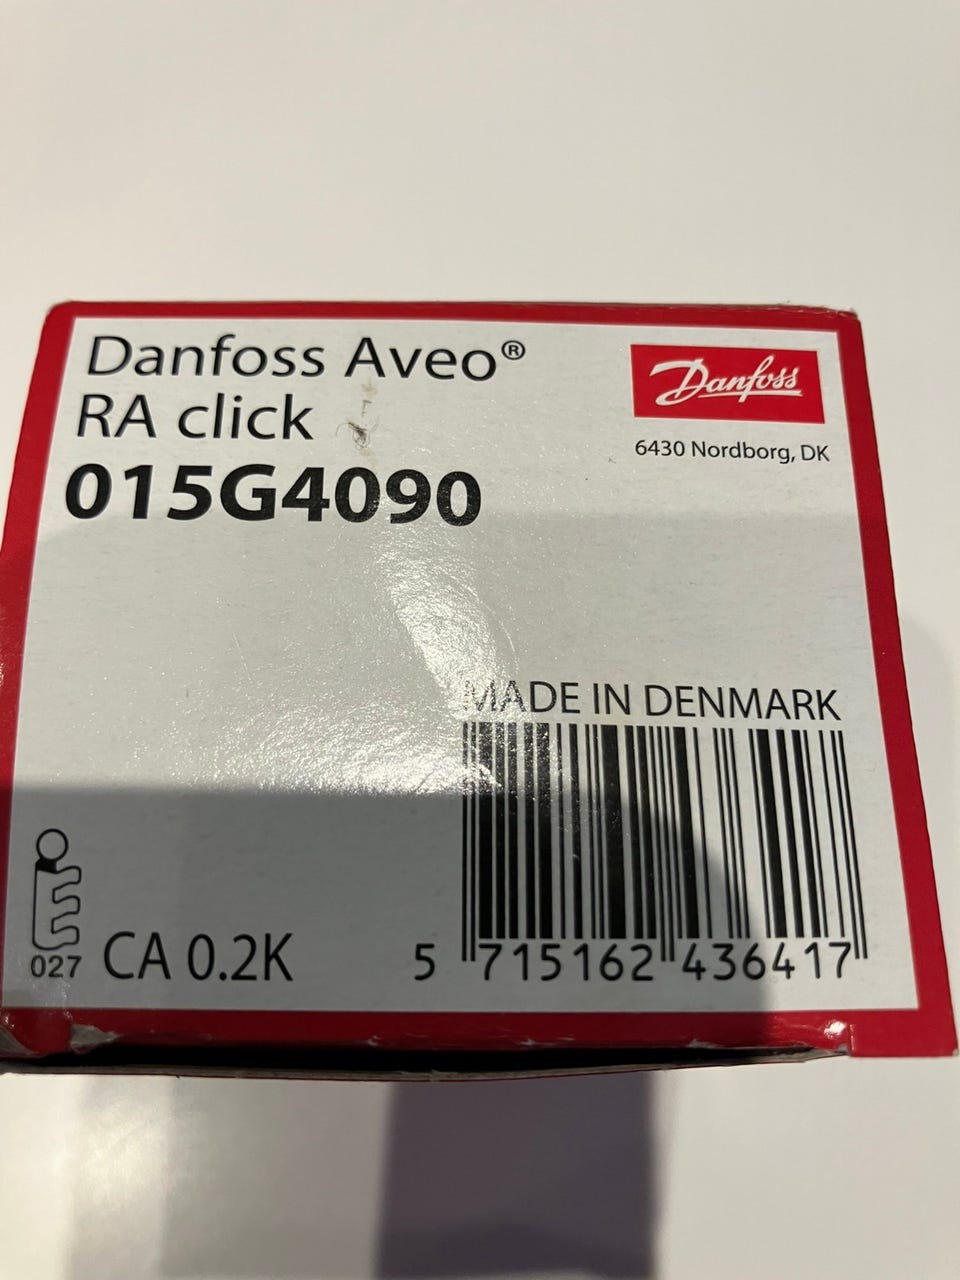 Danfoss Aveo®
RA click
015G4090
Danfoss
6430 Nordborg, DK
MADE IN DENMARK
027 CA 0.2K
5 715162 436417